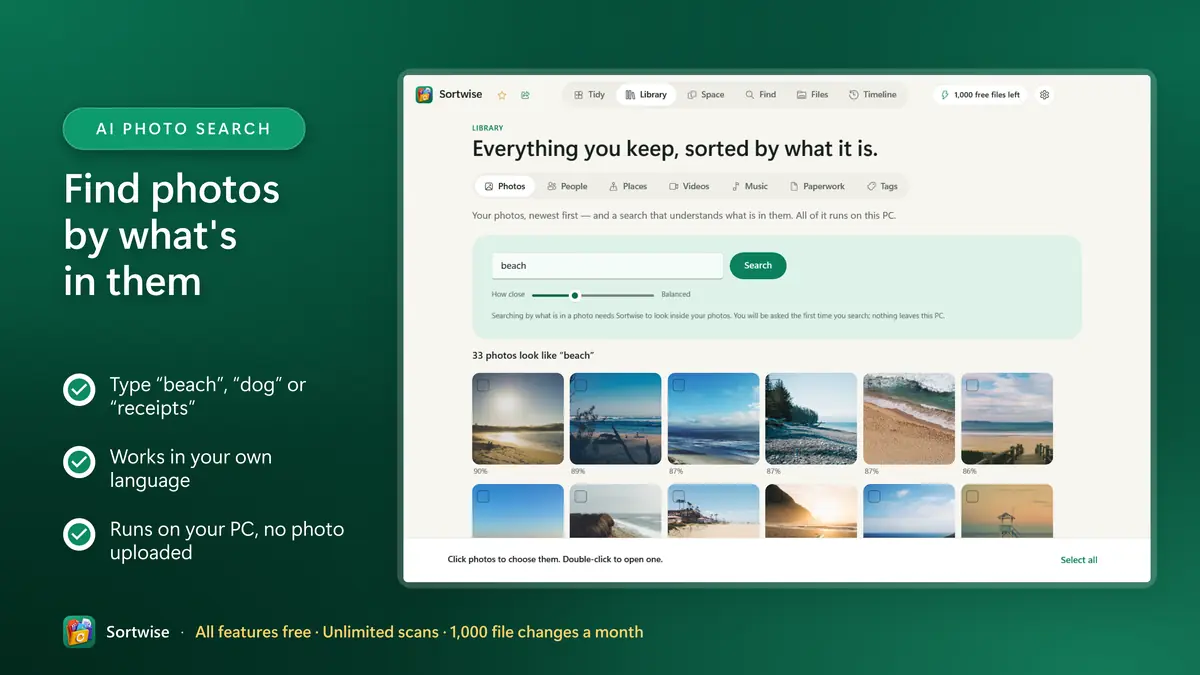 AI PHOTO SEARCH
Find photos
by what's
in them
Type “beach”, “dog” or
“receipts”
Works in your own
language
Runs on your PC, no photo
uploaded
Sortwise · All features free · Unlimited scans · 1,000 file changes a month
Sortwise
Tidy Library Space Find Files Timeline
1,000 free files left
LIBRARY
Everything you keep, sorted by what it is.
Photos People Places Videos Music Paperwork Tags
Your photos, newest first — and a search that understands what is in them. All of it runs on this PC.
beach Search
How close Balanced
Searching by what is in a photo needs Sortwise to look inside your photos. You will be asked the first time you search; nothing leaves this PC.
33 photos look like “beach”
90% 89% 87% 87% 87% 86%
Click photos to choose them. Double-click to open one. Select all